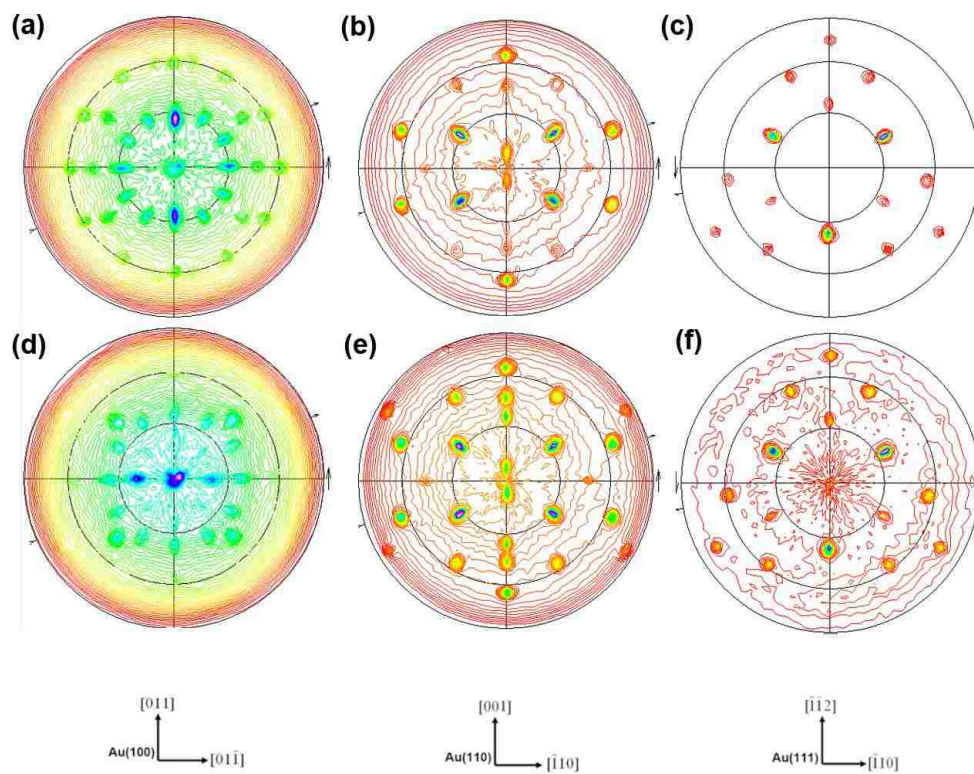 (a)
(b)
(c)
(d)
(e)
(f)
[011]
Au(100)
[011̄]
[001]
Au(110)
[1̄10]
[1̄1̄2]
Au(111)
[1̄10]